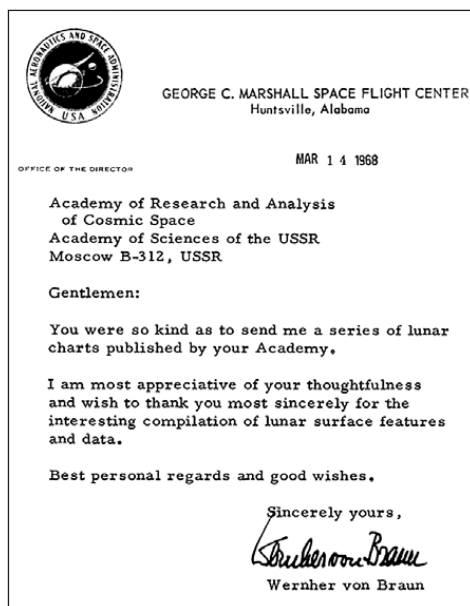 NATIONAL AERONAUTICS AND SPACE ADMINISTRATION
USA
GEORGE C. MARSHALL SPACE FLIGHT CENTER
Huntsville, Alabama
MAR 1 4 1968
OFFICE OF THE DIRECTOR
Academy of Research and Analysis
of Cosmic Space
Academy of Sciences of the USSR
Moscow B-312, USSR
Gentlemen:
You were so kind as to send me a series of lunar
charts published by your Academy.
I am most appreciative of your thoughtfulness
and wish to thank you most sincerely for the
interesting compilation of lunar surface features
and data.
Best personal regards and good wishes.
Sincerely yours,
Wernher von Braun
Wernher von Braun